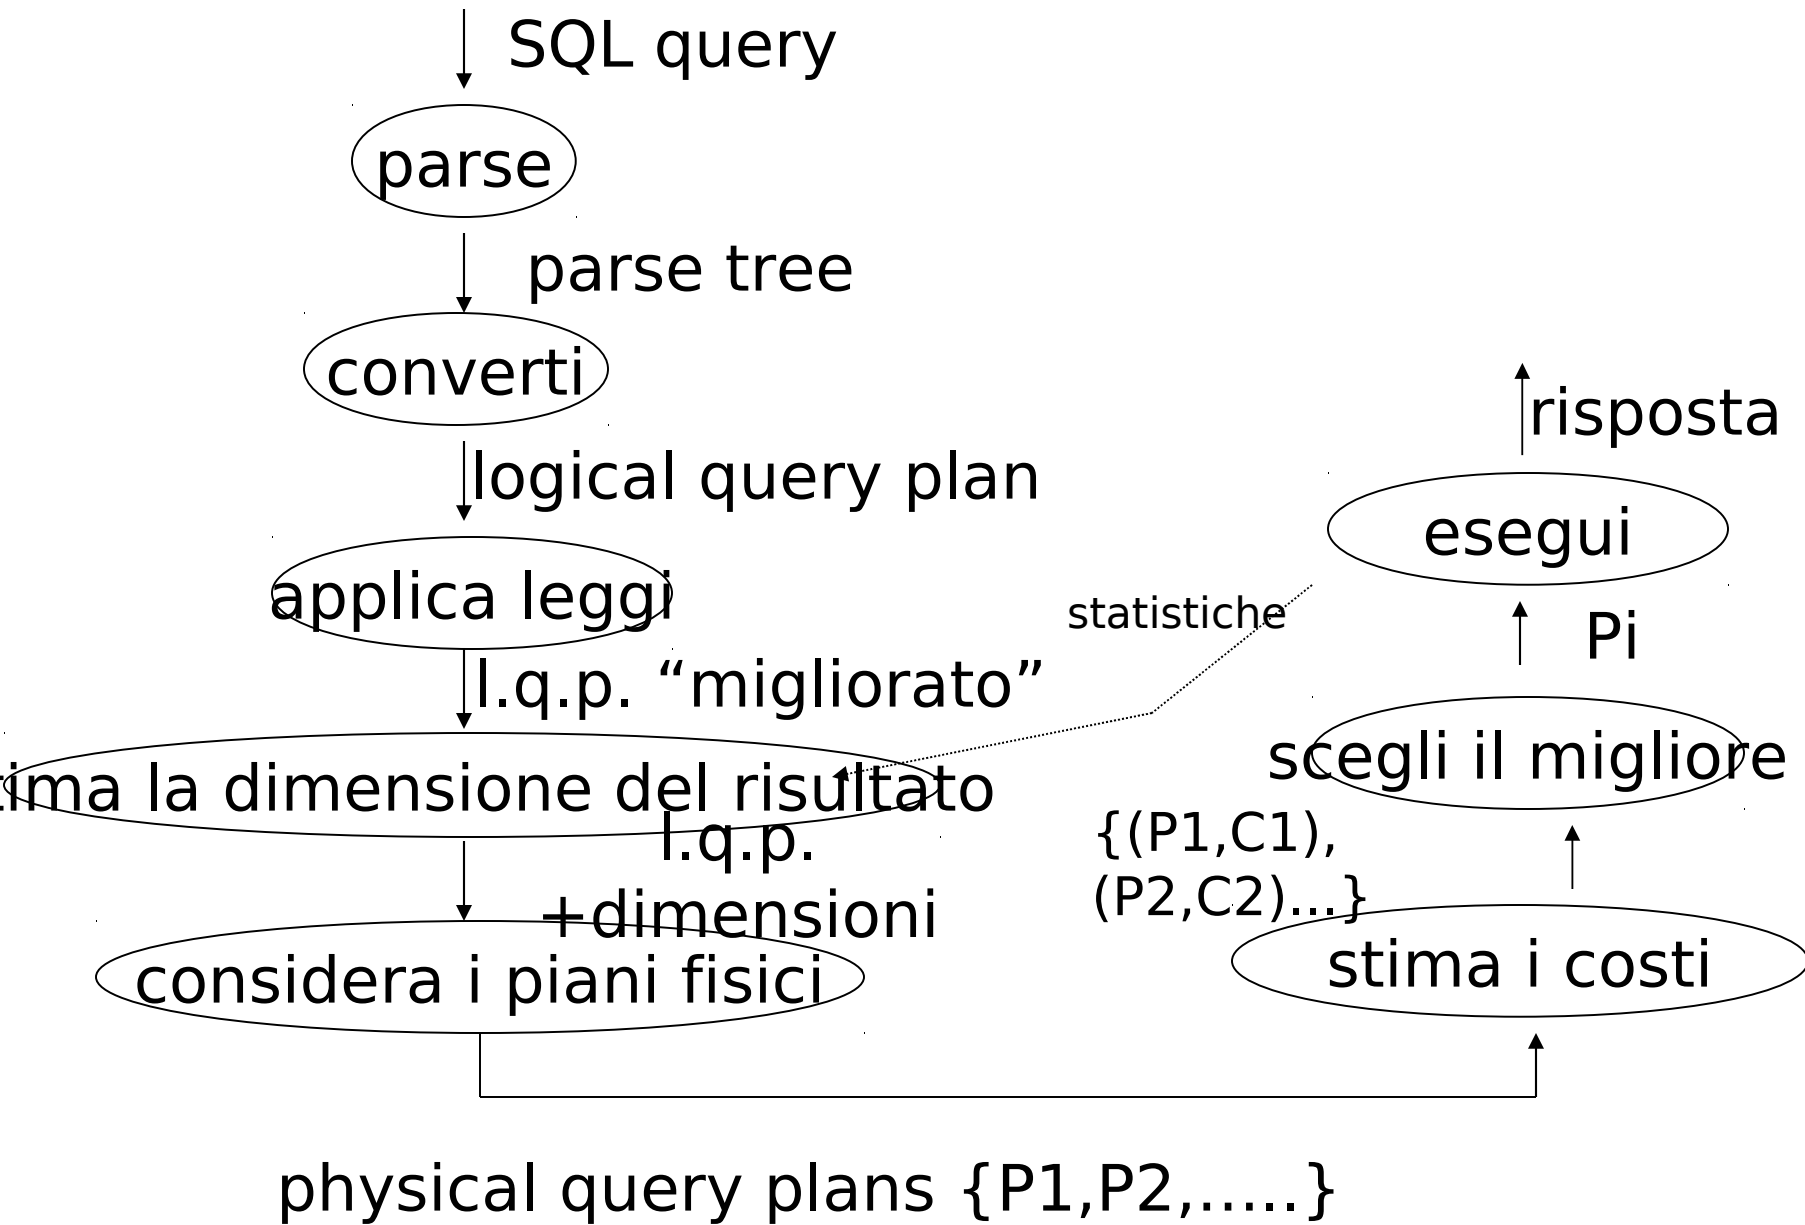 SQL query
parse
parse tree
converti
logical query plan
applica leggi
l.q.p. “migliorato”
la dimensione del risultato
l.q.p.
+dimensioni
considera i piani fisici
physical query plans {P1,P2,.....}
stima i costi
{(P1,C1),
(P2,C2)...}
scegli il migliore
Pi
esegui
statistiche
risposta